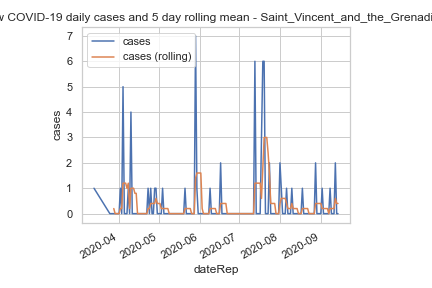 w COVID-19 daily cases and 5 day rolling mean - Saint_Vincent_and_the_Grenadi
cases
cases (rolling)
7
6
5
4
3
2
1
0
cases
2020-04
2020-05
2020-06
2020-07
2020-08
2020-09
dateRep